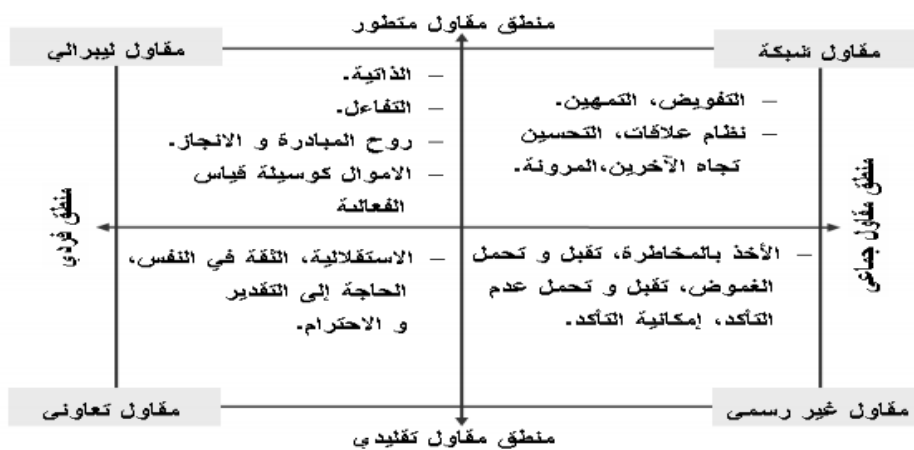 منطق مقاول متطور
مقاول شبكة
مقاول ليبرالي
– التفويض، التمهين.
– نظام علاقات، التحسين
تجاه الآخرين،المرونة.
– الذاتية.
– التفاءل.
– روح المبادرة و الانجاز.
– الاموال كوسيلة قياس
الفعالية
منطق مقاول جماعي
منطق فردي
– الأخذ بالمخاطرة، تقبل و تحمل
الغموض، تقبل و تحمل عدم
التأكد، إمكانية التأكد.
– الاستقلالية، الثقة في النفس،
الحاجة إلى التقدير
و الاحترام.
مقاول غير رسمي
مقاول تعاوني
منطق مقاول تقليدي